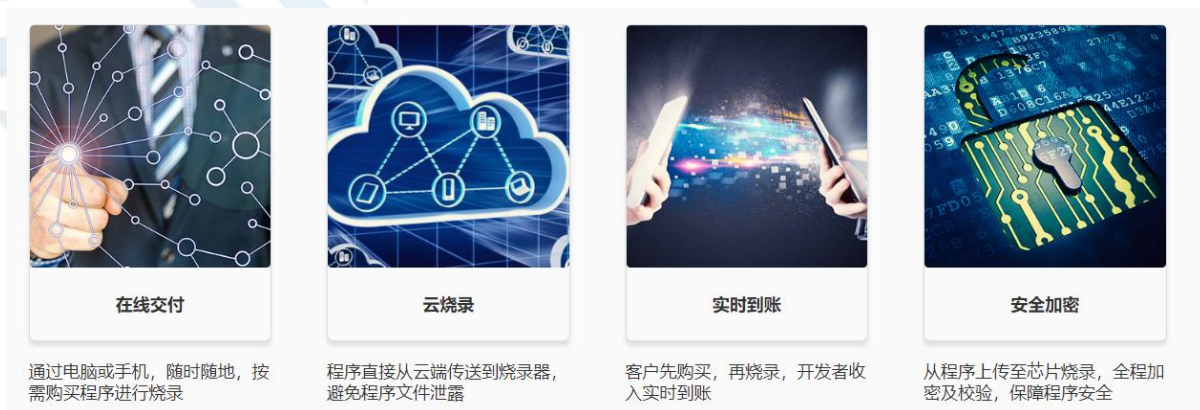 在线交付
云烧录
实时到账
安全加密
通过电脑或手机，随时随地，按
需购买程序进行烧录
程序直接从云端传送到烧录器，
避免程序文件泄露
客户先购买，再烧录，开发者收
入实时到账
从程序上传至芯片烧录，全程加
密及校验，保障程序安全